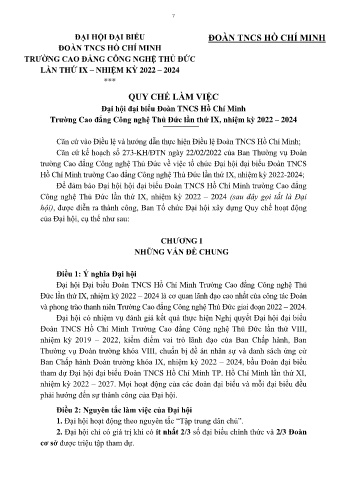 7
ĐẠI HỘI ĐẠI BIỂU
ĐOÀN TNCS HỒ CHÍ MINH
ĐOÀN TNCS HỒ CHÍ MINH
TRƯỜNG CAO ĐẲNG CÔNG NGHỆ THỦ ĐỨC
LẦN THỨ IX – NHIỆM KỲ 2022 – 2024
***
QUY CHẾ LÀM VIỆC
Đại hội đại biểu Đoàn TNCS Hồ Chí Minh
Trường Cao đẳng Công nghệ Thủ Đức lần thứ IX, nhiệm kỳ 2022 – 2024
Căn cứ vào Điều lệ và hướng dẫn thực hiện Điều lệ Đoàn TNCS Hồ Chí Minh;
Căn cứ kế hoạch số 273-KH/ĐTN ngày 22/02/2022 của Ban Thường vụ Đoàn
trường Cao đẳng Công nghệ Thủ Đức về việc tổ chức Đại hội đại biểu Đoàn TNCS
Hồ Chí Minh trường Cao đẳng Công nghệ Thủ Đức lần thứ IX, nhiệm kỳ 2022-2024;
Để đảm bảo Đại hội hội đại biểu Đoàn TNCS Hồ Chí Minh trường Cao đẳng
Công nghệ Thủ Đức lần thứ IX, nhiệm kỳ 2022 – 2024 (sau đây gọi tắt là Đại
hội), được diễn ra thành công, Ban Tổ chức Đại hội xây dựng Quy chế hoạt động
của Đại hội, cụ thể như sau:
CHƯƠNG I
NHỮNG VẤN ĐỀ CHUNG
Điều 1: Ý nghĩa Đại hội
Đại hội Đại biểu Đoàn TNCS Hồ Chí Minh Trường Cao đẳng Công nghệ Thủ
Đức lần thứ IX, nhiệm kỳ 2022 – 2024 là cơ quan lãnh đạo cao nhất của công tác Đoàn
và phong trào thanh niên Trường Cao đẳng Công nghệ Thủ Đức giai đoạn 2022 – 2024.
Đại hội có nhiệm vụ đánh giá kết quả thực hiện Nghị quyết Đại hội đại biểu
Đoàn TNCS Hồ Chí Minh Trường Cao đẳng Công nghệ Thủ Đức lần thứ VIII,
nhiệm kỳ 2019 – 2022, kiểm điểm vai trò lãnh đạo của Ban Chấp hành, Ban
Thường vụ Đoàn trường khóa VIII, chuẩn bị đề án nhân sự và danh sách ứng cử
Ban Chấp hành Đoàn trường khóa IX, nhiệm kỳ 2022 – 2024, bầu đoàn đại biểu
tham dự Đại hội đại biểu Đoàn TNCS Hồ Chí Minh TP. Hồ Chí Minh lần thứ XI,
nhiệm kỳ 2022 – 2027. Mọi hoạt động của các đoàn đại biểu và mỗi đại biểu đều
phải hướng đến sự thành công của Đại hội.
Điều 2: Nguyên tắc làm việc của Đại hội
1. Đại hội hoạt động theo nguyên tắc “Tập trung dân chủ”.
2. Đại hội chỉ có giá trị khi có ít nhất 2/3 số đại biểu chính thức và 2/3 Đoàn
cơ sở được triệu tập tham dự.